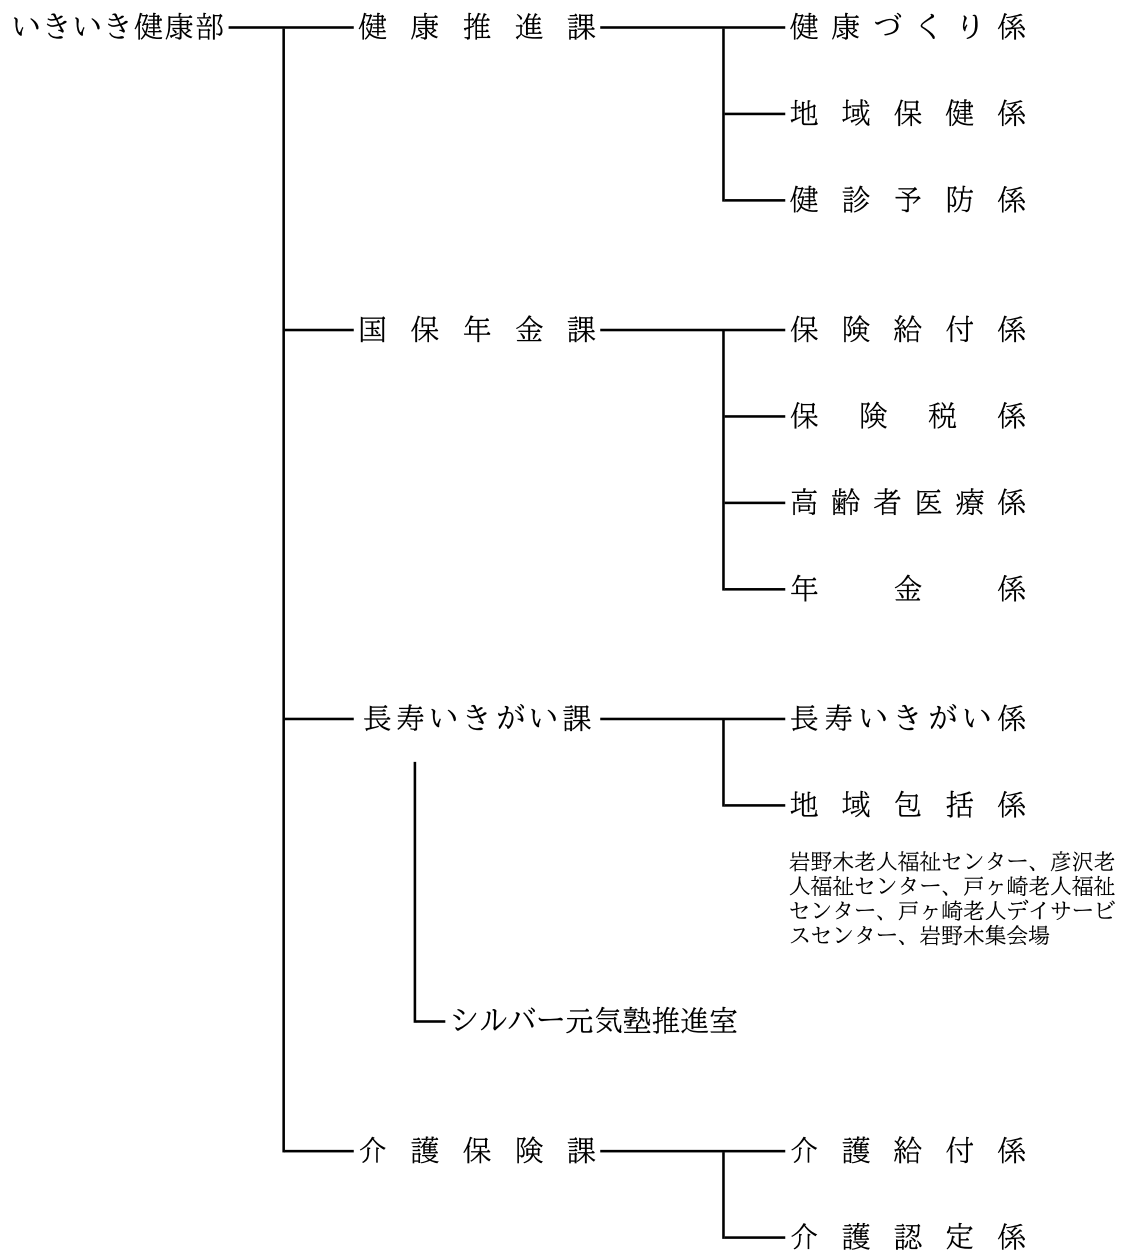 いきいき健康部 健康推進課 健康づくり係
地域保健係
健診予防係
国保年金課 保険給付係
保険税係
高齢者医療係
年金係
長寿いきがい課 長寿いきがい係
地域包括係
岩野木老人福祉センター、彦沢老
人福祉センター、戸ヶ崎老人福祉
センター、戸ヶ崎老人デイサービ
スセンター、岩野木集会場
シルバー元気塾推進室
介護保険課 介護給付係
介護認定係